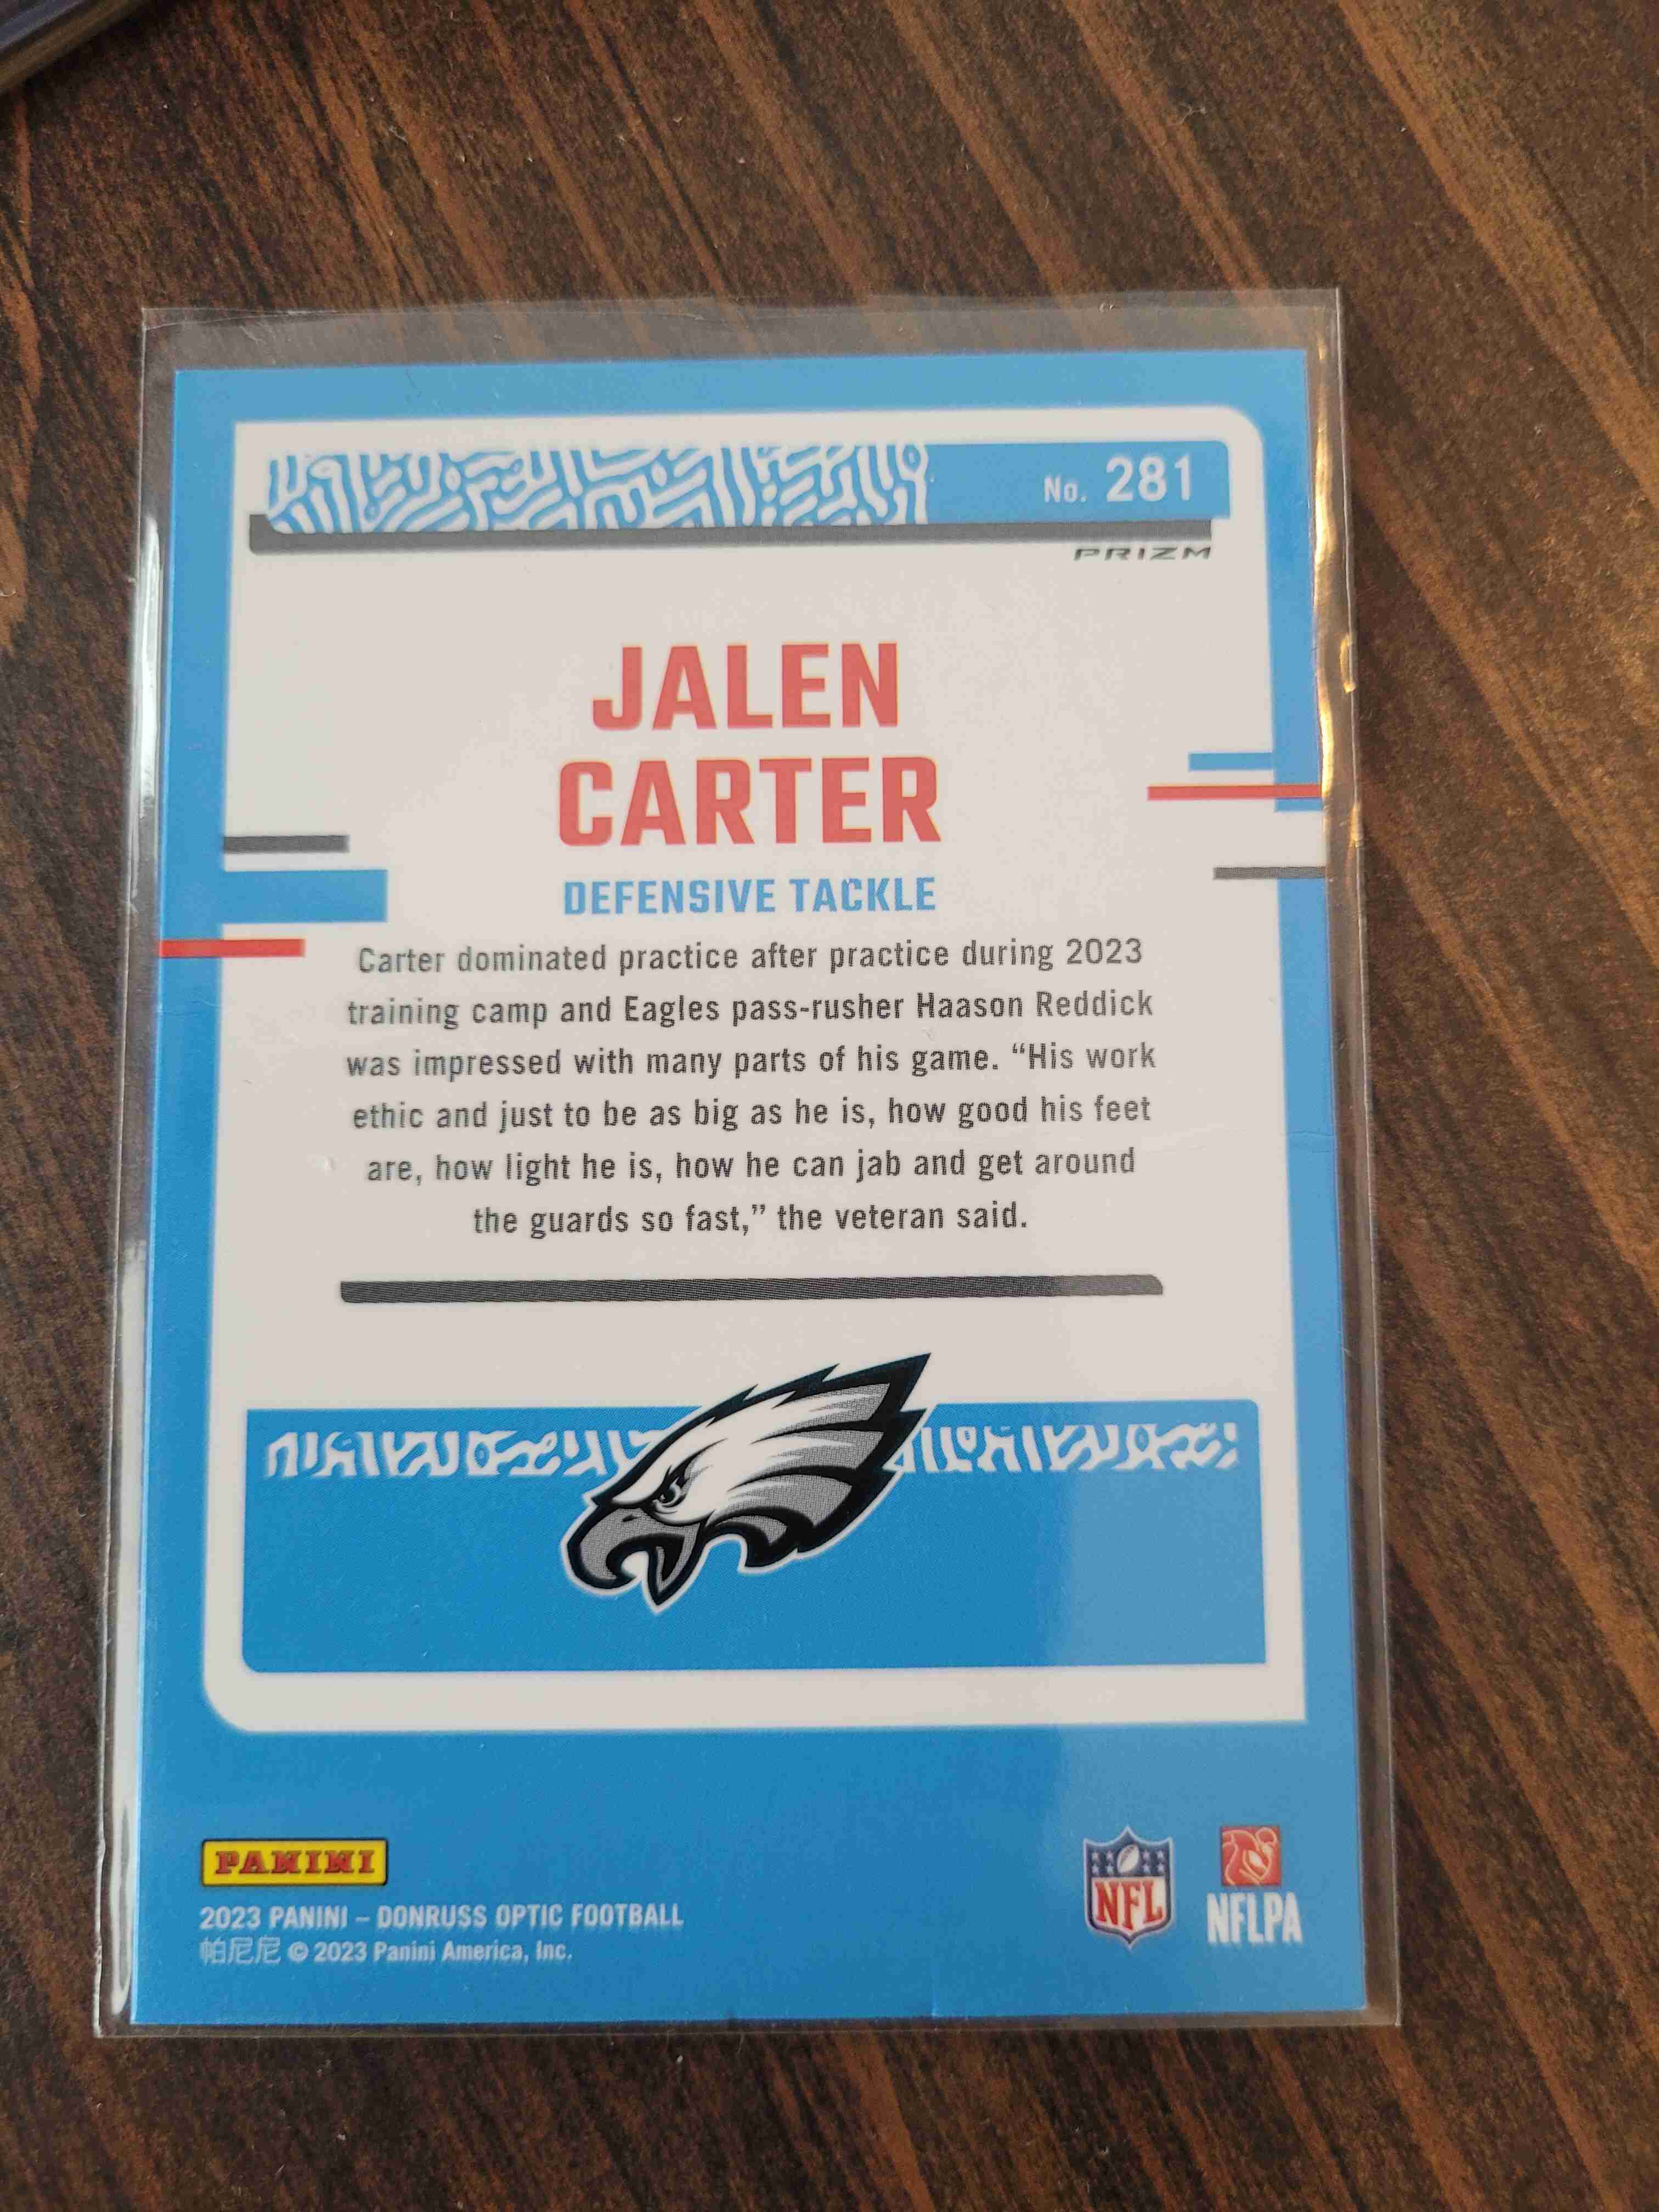 No. 281
PRIZM
JALEN
CARTER
DEFENSIVE TACKLE
Carter dominated practice after practice during 2023
training camp and Eagles pass-rusher Haason Reddick
was impressed with many parts of his game. “His work
ethic and just to be as big as he is, how good his feet
are, how light he is, how he can jab and get around
the guards so fast,” the veteran said.
PANINI
2023 PANINI – DONRUSS OPTIC FOOTBALL
帕尼尼 © 2023 Panini America, Inc.
NFL
NFLPA